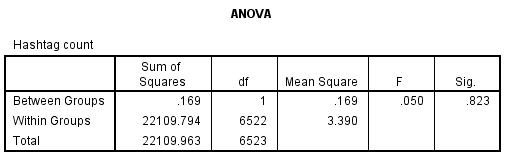 ANOVA
Hashtag count
Sum of Squares df Mean Square F Sig.
Between Groups .169 1 .169 .050 .823
Within Groups 22109.794 6522 3.390
Total 22109.963 6523